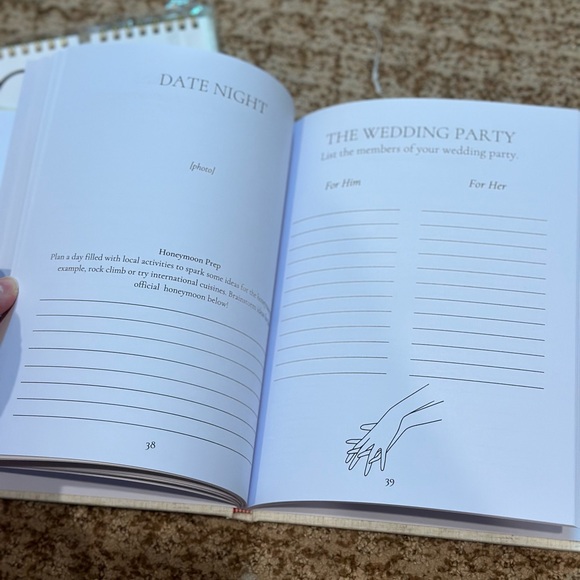 DATE NIGHT
[photo]
Honeymoon Prep
Plan a day filled with local activities to spark some ideas for the
example, rock climb or try international cuisines. Brainstorm
official honeymoon below!
38
THE WEDDING PARTY
List the members of your wedding party.
For Him
For Her
39